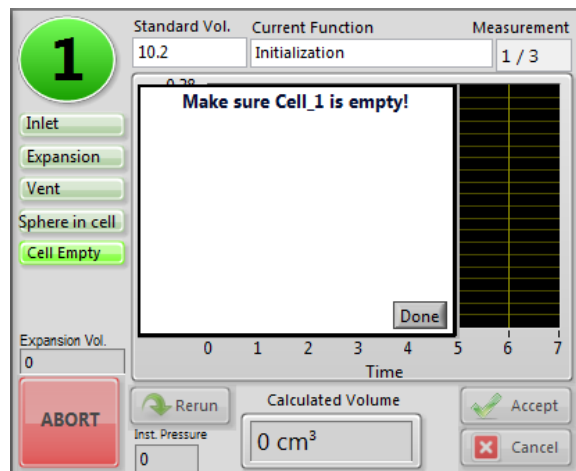 1
Standard Vol.
10.2
Current Function
Initialization
Measurement
1 / 3
Inlet
Expansion
Vent
Sphere in cell
Cell Empty
Make sure Cell_1 is empty!
Done
0 1 2 3 4 5 6 7
Time
Expansion Vol.
0
ABORT
Rerun
Inst. Pressure
0
Calculated Volume
0 cm³
Accept
Cancel